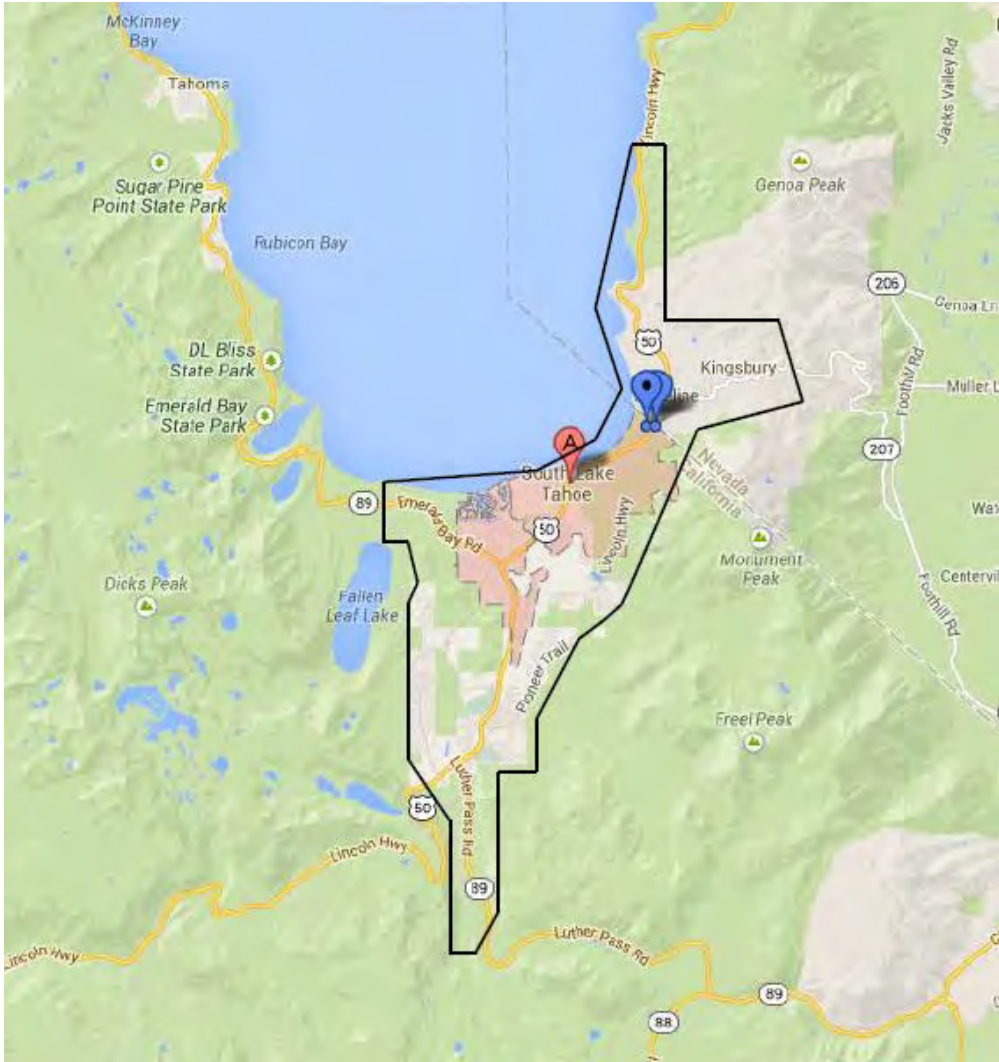 McKinney
Bay
Tahoma
Lincoln Hwy
Jacks Valley Rd
Sugar Pine
Point State Park
Genoa Peak
Rubicon Bay
206
Genoa Ln
DL Bliss
State Park
50
Kingsbury
Foothill Rd
Muller L
Emerald Bay
State Park
line
A
207
South Lake
Tahoe
Nevada
California
89
Emerald Bay Rd
50
Lincoln Hwy
Monument
Peak
Centervil
Dicks Peak
Fallen
Leaf Lake
Foothill Rd
Pioneer Trail
Freel Peak
Luther Pass Rd
50
Lincoln Hwy
89
Lincoln Hwy
Luther Pass Rd
89
88